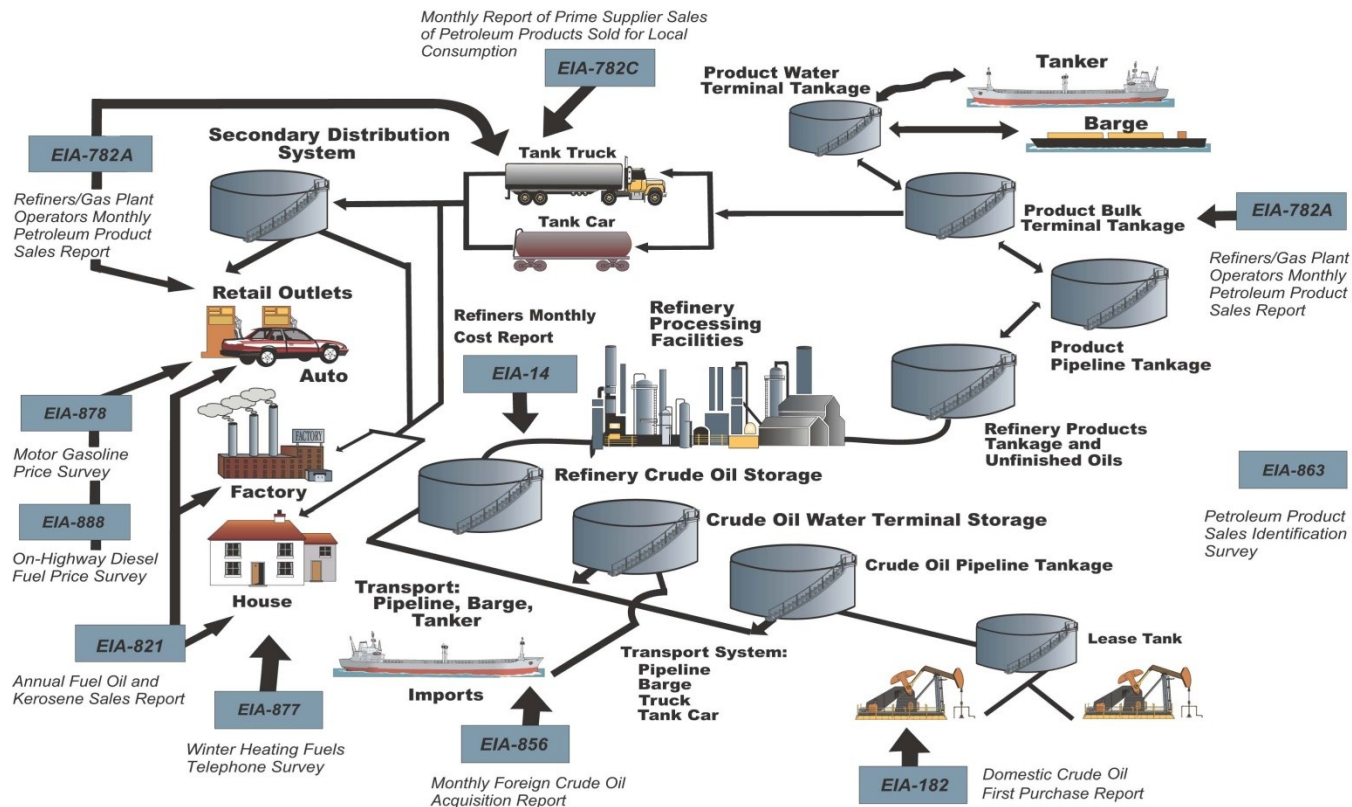 Monthly Report of Prime Supplier Sales
of Petroleum Products Sold for Local
Consumption
EIA-782C
Product Water
Terminal Tankage
Tanker
Barge
EIA-782A
Refiners/Gas Plant
Operators Monthly
Petroleum Product
Sales Report
Secondary Distribution
System
Tank Truck
Tank Car
Product Bulk
Terminal Tankage
EIA-782A
Refiners/Gas Plant
Operators Monthly
Petroleum Product
Sales Report
Retail Outlets
Auto
Refiners Monthly
Cost Report
EIA-14
Refinery
Processing
Facilities
Product
Pipeline Tankage
EIA-878
Motor Gasoline
Price Survey
FACTORY
Factory
Refinery Crude Oil Storage
Refinery Products
Tankage and
Unfinished Oils
EIA-863
Petroleum Product
Sales Identification
Survey
EIA-888
On-Highway Diesel
Fuel Price Survey
House
Crude Oil Water Terminal Storage
Crude Oil Pipeline Tankage
Transport:
Pipeline, Barge,
Tanker
Imports
Transport System:
Pipeline
Barge
Truck
Tank Car
Lease Tank
EIA-821
Annual Fuel Oil and
Kerosene Sales Report
EIA-877
Winter Heating Fuels
Telephone Survey
EIA-856
Monthly Foreign Crude Oil
Acquisition Report
EIA-182
Domestic Crude Oil
First Purchase Report